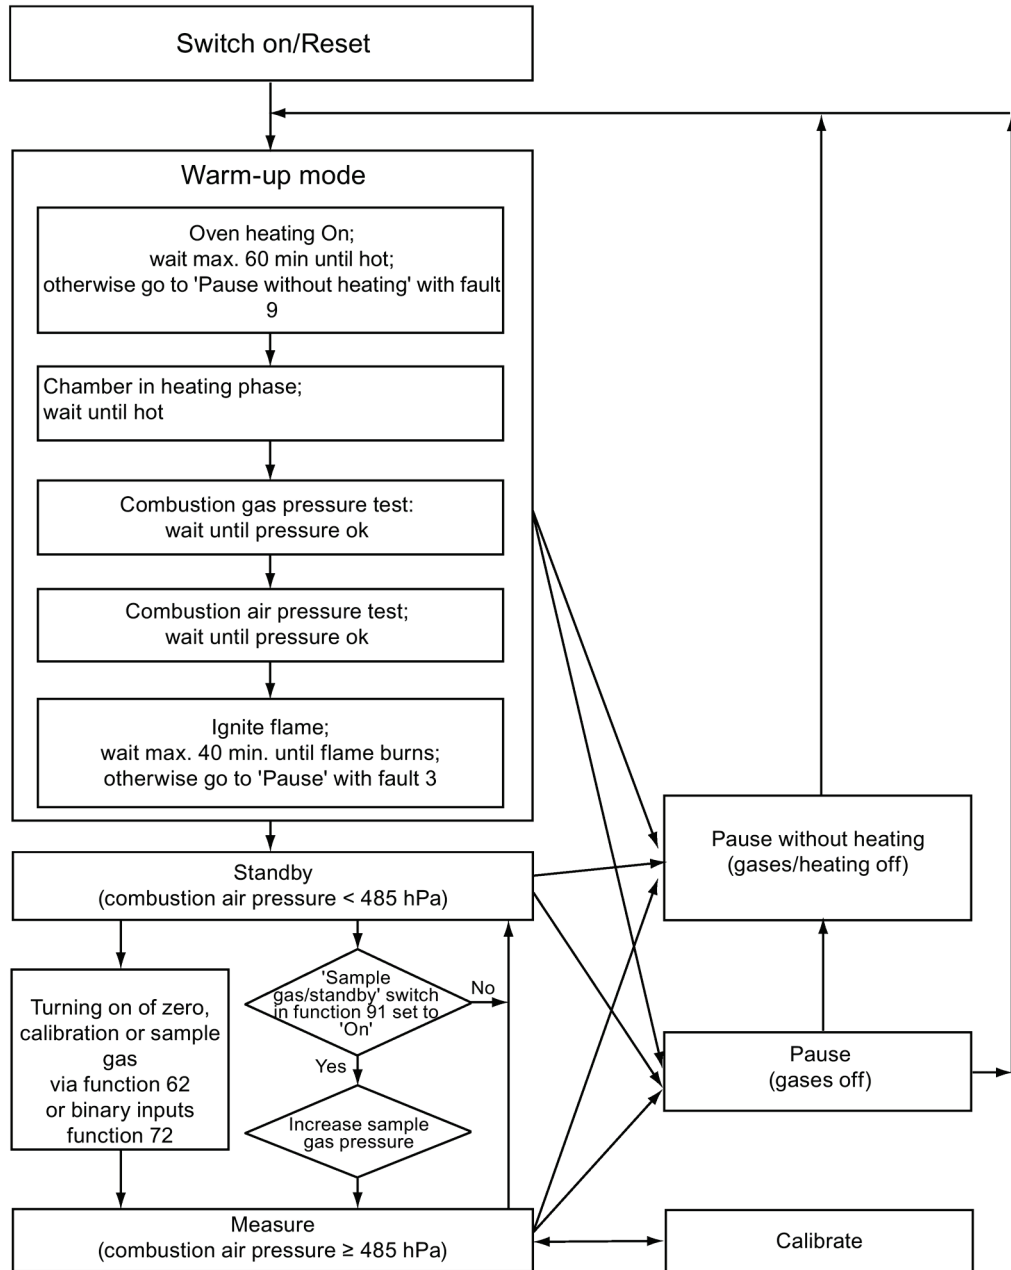 Switch on/Reset
Warm-up mode
Oven heating On;
wait max. 60 min until hot;
otherwise go to 'Pause without heating' with fault
9
Chamber in heating phase;
wait until hot
Combustion gas pressure test:
wait until pressure ok
Combustion air pressure test;
wait until pressure ok
Ignite flame;
wait max. 40 min. until flame burns;
otherwise go to 'Pause' with fault 3
Standby
(combustion air pressure < 485 hPa)
Turning on of zero,
calibration or sample
gas
via function 62
or binary inputs
function 72
'Sample
gas/standby' switch
in function 91 set to
'On'
No
Yes
Increase sample
gas pressure
Measure
(combustion air pressure ≥ 485 hPa)
Pause without heating
(gases/heating off)
Pause
(gases off)
Calibrate